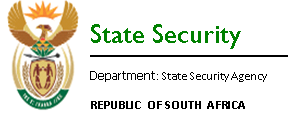 State Security
Department: State Security Agency
REPUBLIC OF SOUTH AFRICA